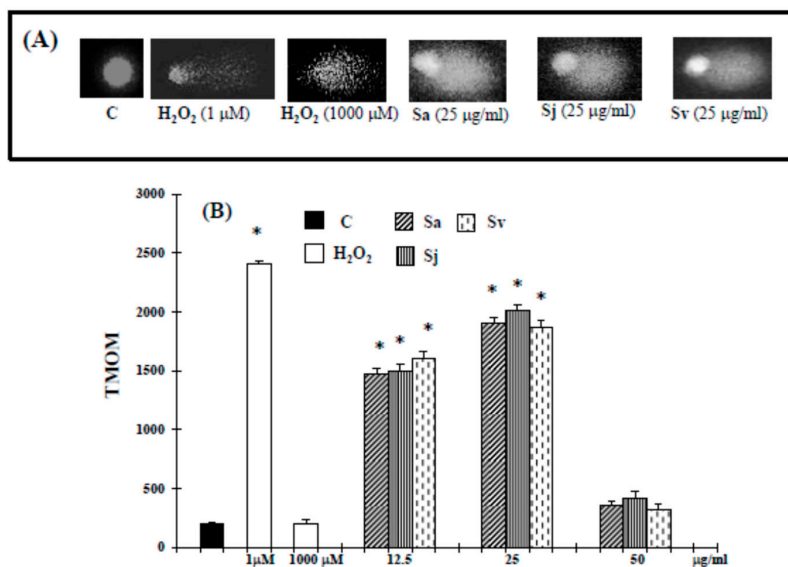 (A)
C H₂O₂ (1 μM) H₂O₂ (1000 μM) Sa (25 μg/ml) Sj (25 μg/ml) Sv (25 μg/ml)
(B)
C Sa Sv
H₂O₂ Sj
TMOM
3000
2500
2000
1500
1000
500
0
*
* * *
* * *
1μM 1000 μM 12.5 25 50 μg/ml